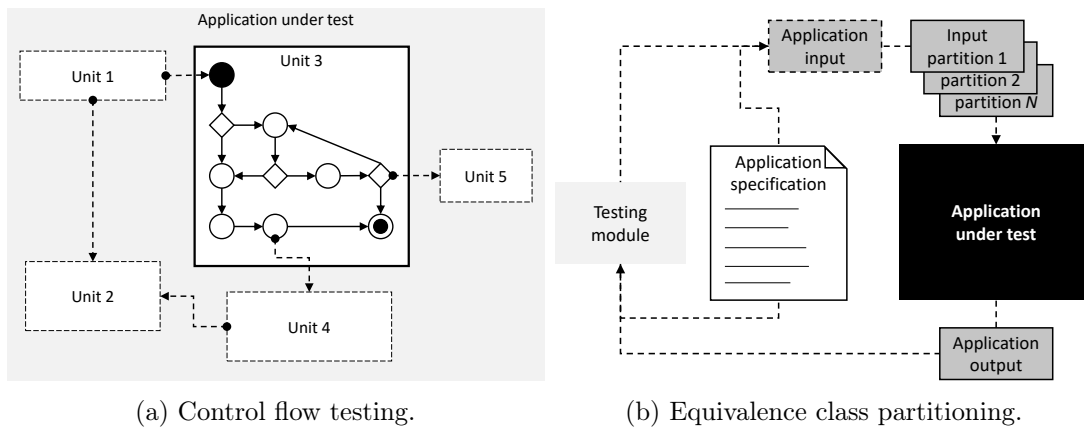 Application under test
Unit 1
Unit 3
Unit 5
Unit 2
Unit 4
(a) Control flow testing.
Application
input
Input
partition 1
partition 2
partition N
Application
specification
Testing
module
Application
under test
Application
output
(b) Equivalence class partitioning.